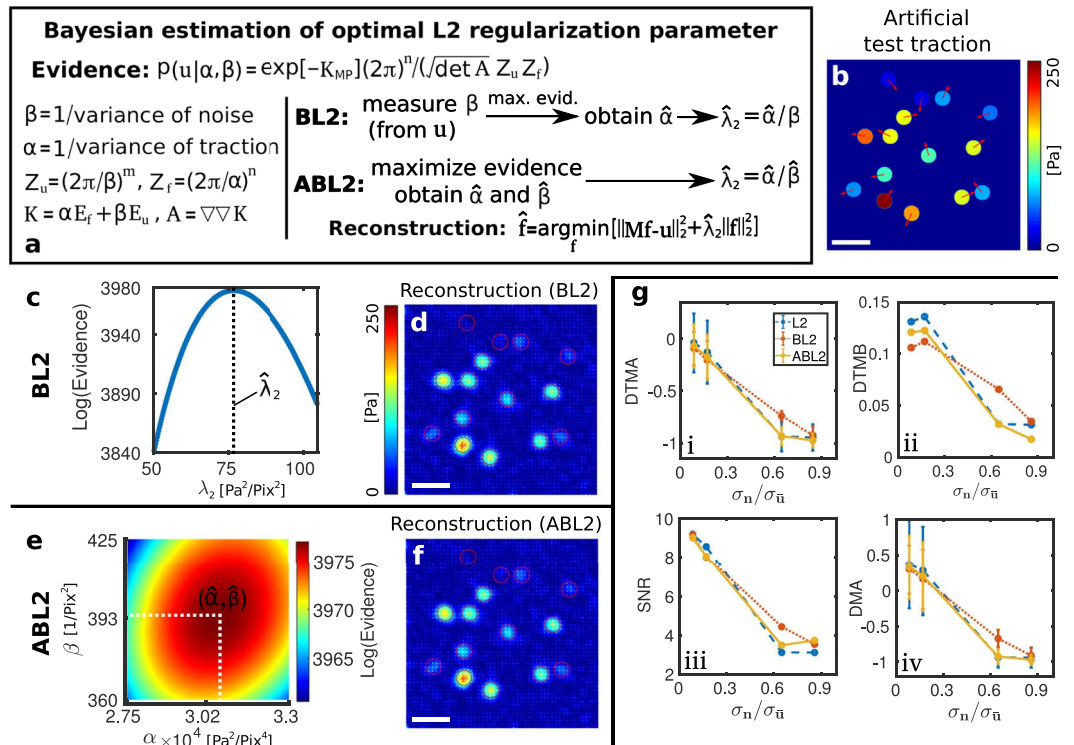 Bayesian estimation of optimal L2 regularization parameter
Evidence: p(u|α,β)=exp[-K_MP](2π)^n/(√det A Z_u Z_f)
β=1/variance of noise
α=1/variance of traction
Z_u=(2π/β)^m, Z_f=(2π/α)^n
K=αE_f+βE_u, A=▽▽K
a
BL2: measure β (from u) max. evid. obtain α̂ λ̂₂=α̂/β
ABL2: maximize evidence obtain α̂ and β̂ λ̂₂=α̂/β̂
Reconstruction: f̂=argmin_f[||Mf-u||²₂+λ̂₂||f||²₂]
Artificial
test traction
b
250
[Pa]
0
c
BL2
Log(Evidence)
3980
3940
3890
3840
λ̂₂
50 75 100
λ₂ [Pa²/Pix²]
Reconstruction (BL2)
d
250
[Pa]
0
e
ABL2
β [1/Pix²]
425
393
360
(α̂,β̂)
2.75 3.02 3.3
α ×10⁴ [Pa²/Pix⁴]
3975
3970
3965
Log(Evidence)
Reconstruction (ABL2)
f
g
DTMA
0
-0.5
-1
L2
BL2
ABL2
i
0 0.3 0.6 0.9
σ_n/σ_ū
DTMB
0.15
0.1
0.05
0
ii
0 0.3 0.6 0.9
σ_n/σ_ū
SNR
10
8
6
4
2
iii
0 0.3 0.6 0.9
σ_n/σ_ū
DMA
1
0.5
0
-0.5
-1
iv
0 0.3 0.6 0.9
σ_n/σ_ū